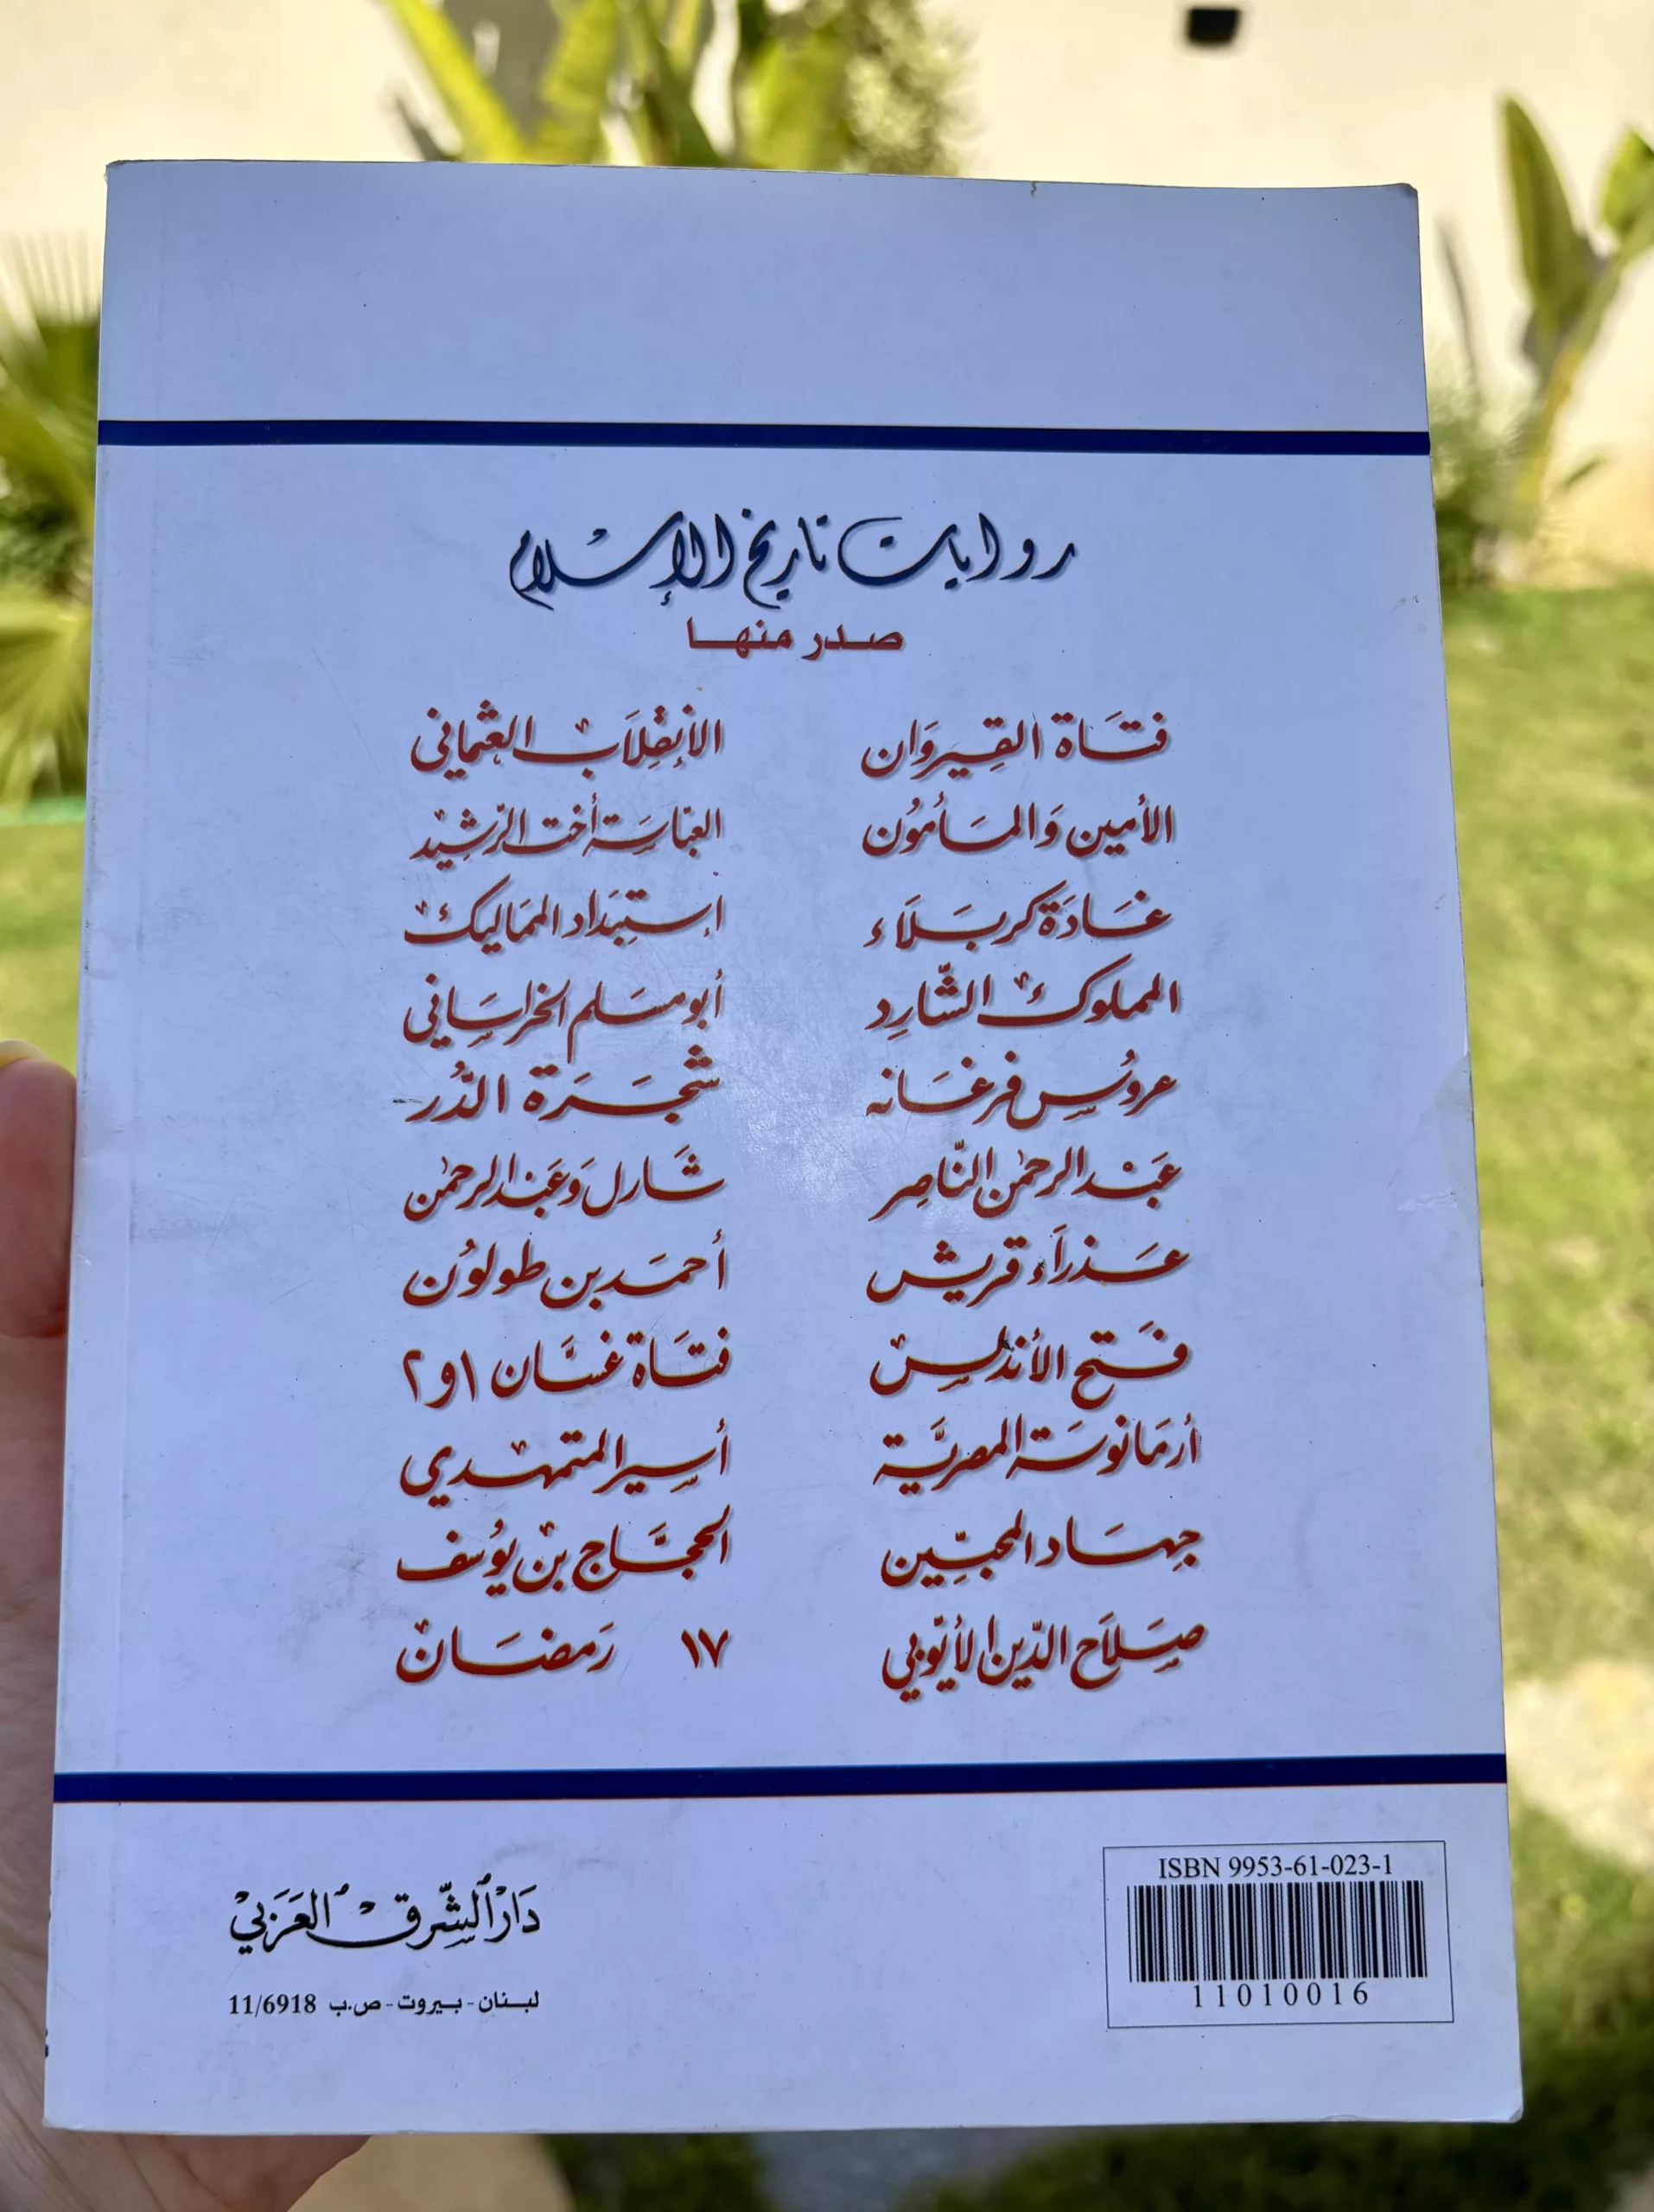 روايات تاريخ الإسلام
صدر منها
فتاة القيروان
الأمين والمأمون
غادة كربلاء
المملوك الشارد
عروس فرغانه
عبد الرحمن الناصر
عذراء قريش
فتح الأندلس
أرمانوسة المصرية
جهاد المحبين
صلاح الدين الأيوبي
الإنقلاب العثماني
العباسة أخت الرشيد
إستبداد المماليك
أبو مسلم الخراساني
شجرة الدر
شارل وعبد الرحمن
أحمد بن طولون
فتاة غسان ١ و ٢
أسير المتمهدي
الحجاج بن يوسف
١٧ رمضان
دار الشرق العربي
لبنان - بيروت - ص.ب 11/6918
ISBN 9953-61-023-1
11010016